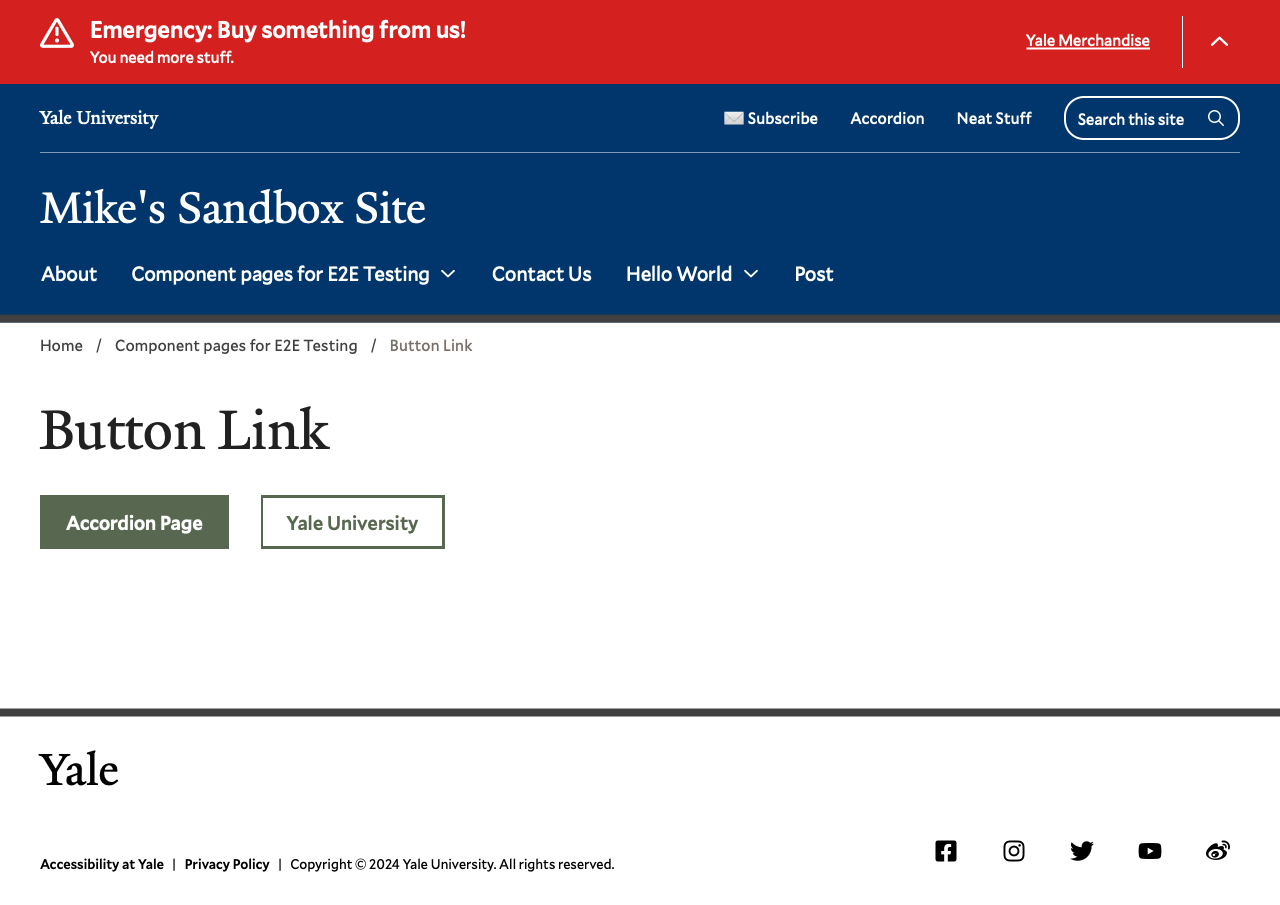 Emergency: Buy something from us!
You need more stuff.
Yale Merchandise
Yale University
Subscribe
Accordion
Neat Stuff
Search this site
Mike's Sandbox Site
About
Component pages for E2E Testing
Contact Us
Hello World
Post
Home / Component pages for E2E Testing / Button Link
Button Link
Accordion Page
Yale University
Yale
Accessibility at Yale | Privacy Policy | Copyright © 2024 Yale University. All rights reserved.